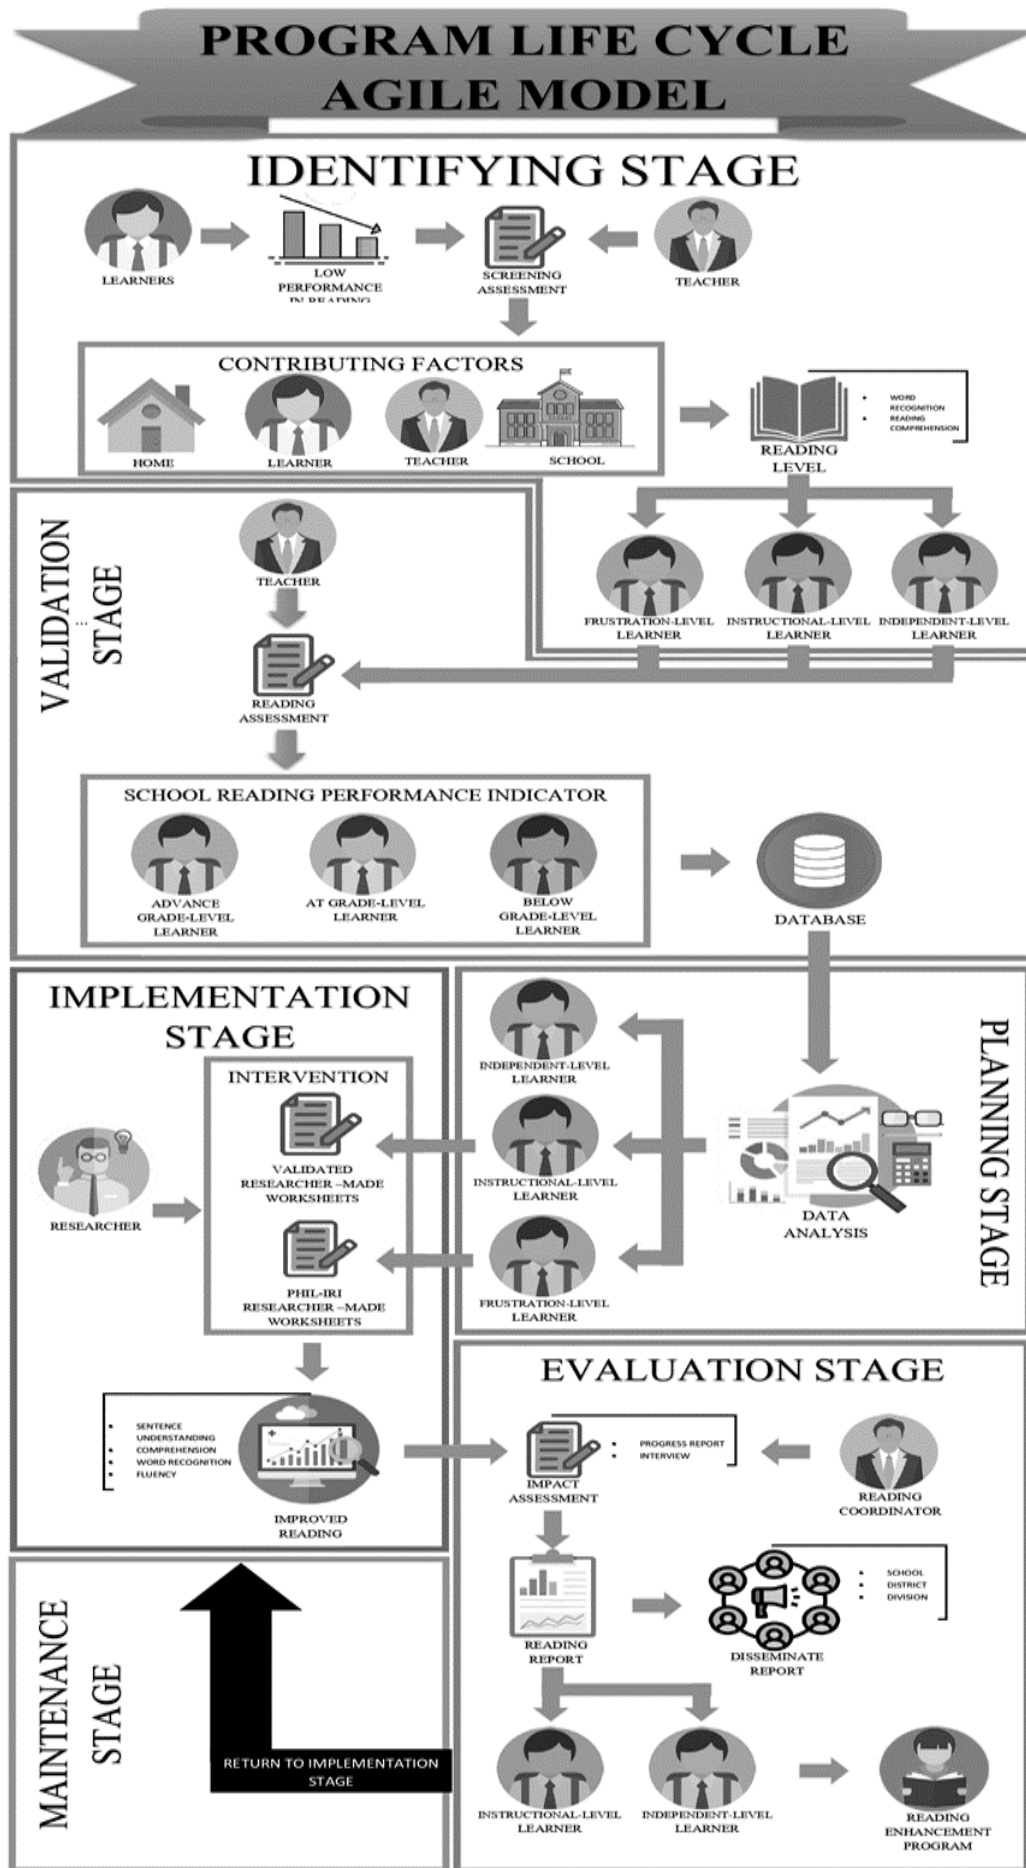 PROGRAM LIFE CYCLE
AGILE MODEL
IDENTIFYING STAGE
LEARNERS
LOW
PERFORMANCE
IN READING
SCREENING
ASSESSMENT
TEACHER
CONTRIBUTING FACTORS
HOME
LEARNER
TEACHER
SCHOOL
READING
LEVEL
• WORD
RECOGNITION
• READING
COMPREHENSION
FRUSTRATION-LEVEL
LEARNER
INSTRUCTIONAL-LEVEL
LEARNER
INDEPENDENT-LEVEL
LEARNER
VALIDATION
STAGE
TEACHER
READING
ASSESSMENT
SCHOOL READING PERFORMANCE INDICATOR
ADVANCE
GRADE-LEVEL
LEARNER
AT GRADE-LEVEL
LEARNER
BELOW
GRADE-LEVEL
LEARNER
DATABASE
PLANNING STAGE
DATA
ANALYSIS
INDEPENDENT-LEVEL
LEARNER
INSTRUCTIONAL-LEVEL
LEARNER
FRUSTRATION-LEVEL
LEARNER
IMPLEMENTATION
STAGE
INTERVENTION
VALIDATED
RESEARCHER –MADE
WORKSHEETS
RESEARCHER
PHIL-IRI
RESEARCHER –MADE
WORKSHEETS
• SENTENCE
UNDERSTANDING
• COMPREHENSION
• WORD RECOGNITION
• FLUENCY
IMPROVED
READING
EVALUATION STAGE
IMPACT
ASSESSMENT
• PROGRESS REPORT
• INTERVIEW
READING
COORDINATOR
READING
REPORT
DISSEMINATE
REPORT
• SCHOOL
• DISTRICT
• DIVISION
INSTRUCTIONAL-LEVEL
LEARNER
INDEPENDENT-LEVEL
LEARNER
READING
ENHANCEMENT
PROGRAM
MAINTENANCE
STAGE
RETURN TO IMPLEMENTATION
STAGE